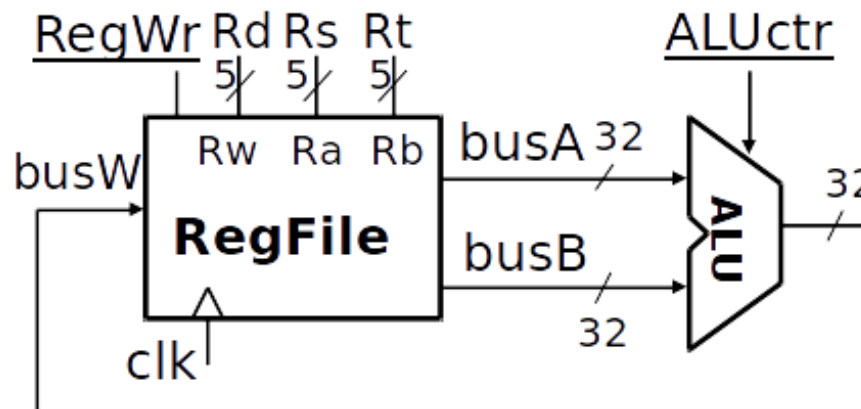 RegWr Rd Rs Rt ALUctr
5 5 5
Rw Ra Rb
busW
busA 32
RegFile
ALU
32
busB
32
clk